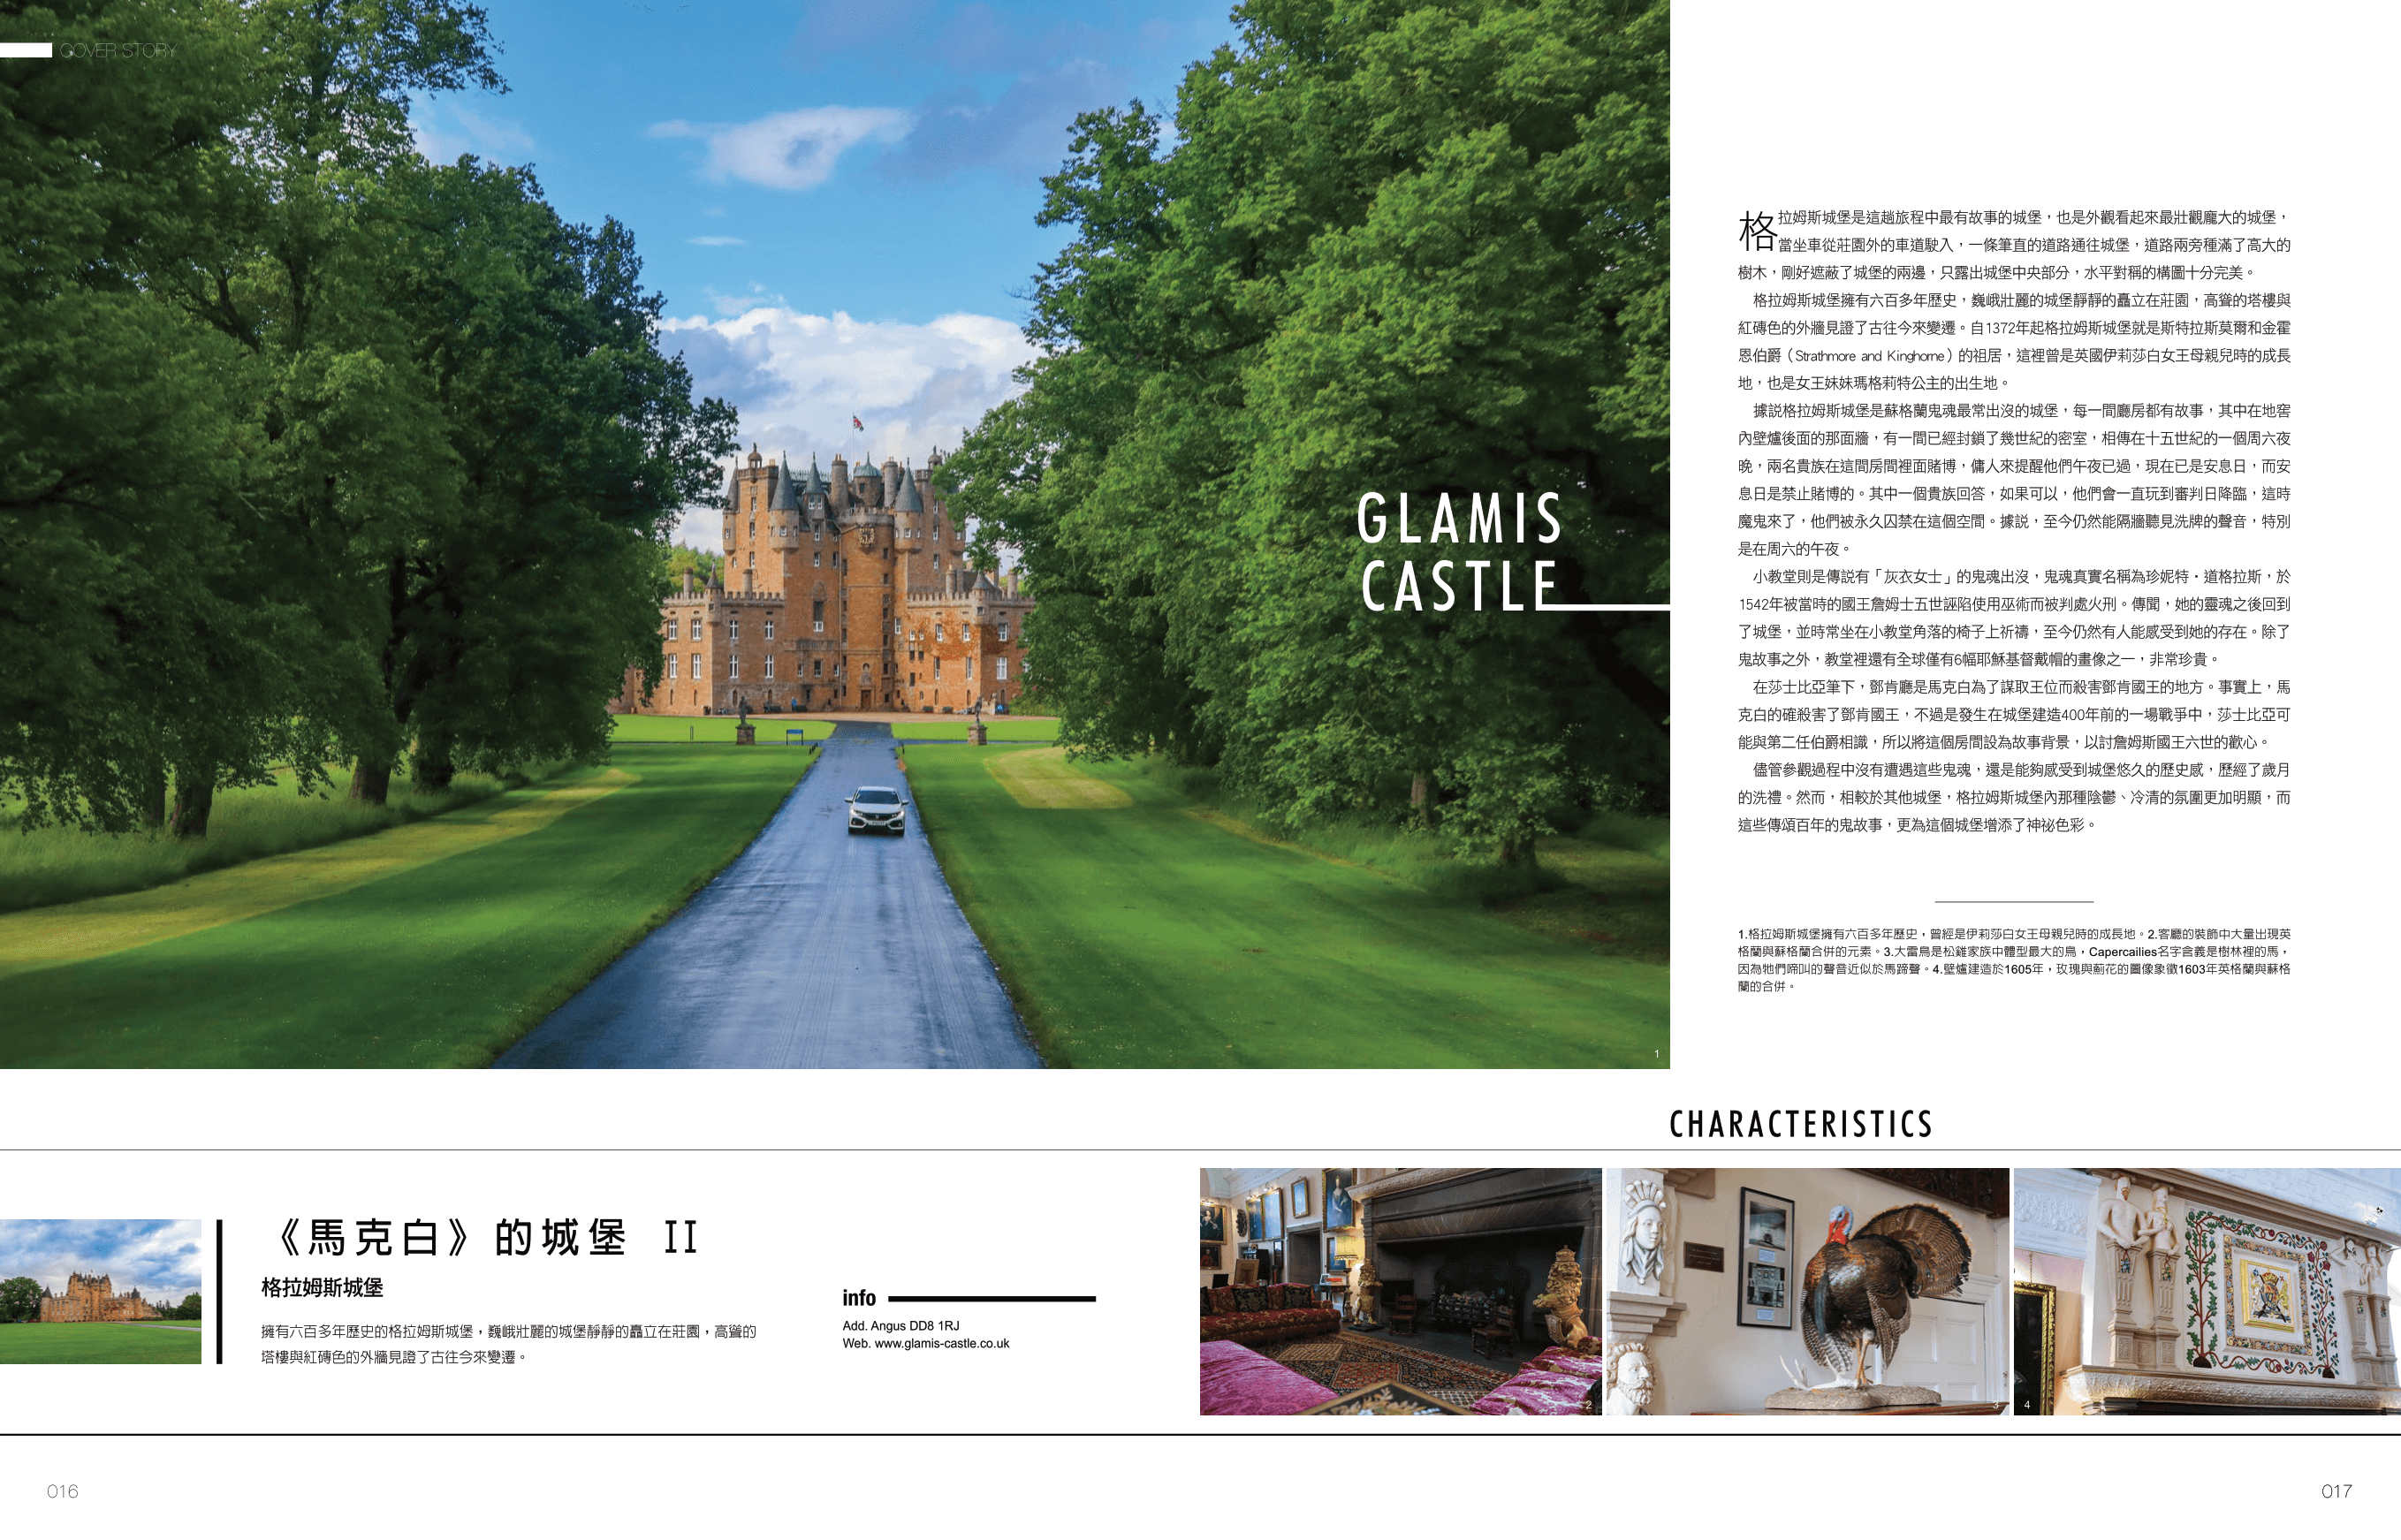 COVER STORY
GLAMIS
CASTLE
格拉姆斯城堡是這趟旅程中最有故事的城堡，也是外觀看起來最壯觀龐大的城堡，
當坐車從莊園外的車道駛入，一條筆直的道路通往城堡，道路兩旁種滿了高大的
樹木，剛好遮蔽了城堡的兩邊，只露出城堡中央部分，水平對稱的構圖十分完美。
格拉姆斯城堡擁有六百多年歷史，巍峨壯麗的城堡靜靜的矗立在莊園，高聳的塔樓與
紅磚色的外牆見證了古往今來變遷。自1372年起格拉姆斯城堡就是斯特拉斯莫爾和金霍
恩伯爵（Strathmore and Kinghorne）的祖居，這裡曾是英國伊莉莎白女王母親兒時的成長
地，也是女王妹妹瑪格莉特公主的出生地。
據說格拉姆斯城堡是蘇格蘭鬼魂最常出沒的城堡，每一間廳房都有故事，其中在地窖
內壁爐後面的那面牆，有一間已經封鎖了幾世紀的密室，相傳在十五世紀的一個周六夜
晚，兩名貴族在這間房間裡面賭博，傭人來提醒他們午夜已過，現在已是安息日，而安
息日是禁止賭博的。其中一個貴族回答，如果可以，他們會一直玩到審判日降臨，這時
魔鬼來了，他們被永久囚禁在這個空間。據說，至今仍然能隔牆聽見洗牌的聲音，特別
是在周六的午夜。
小教堂則是傳說有「灰衣女士」的鬼魂出沒，鬼魂真實名稱為珍妮特・道格拉斯，於
1542年被當時的國王詹姆士五世誣陷使用巫術而被判處火刑。傳聞，她的靈魂之後回到
了城堡，並時常坐在小教堂角落的椅子上祈禱，至今仍然有人能感受到她的存在。除了
鬼故事之外，教堂裡還有全球僅有6幅耶穌基督戴帽的畫像之一，非常珍貴。
在莎士比亞筆下，鄧肯廳是馬克白為了謀取王位而殺害鄧肯國王的地方。事實上，馬
克白的確殺害了鄧肯國王，不過是發生在城堡建造400年前的一場戰爭中，莎士比亞可
能與第二任伯爵相識，所以將這個房間設為故事背景，以討詹姆斯國王六世的歡心。
儘管參觀過程中沒有遭遇這些鬼魂，還是能夠感受到城堡悠久的歷史感，歷經了歲月
的洗禮。然而，相較於其他城堡，格拉姆斯城堡內那種陰鬱、冷清的氛圍更加明顯，而
這些傳頌百年的鬼故事，更為這個城堡增添了神祕色彩。
1.格拉姆斯城堡擁有六百多年歷史，曾經是伊莉莎白女王母親兒時的成長地。2.客廳的裝飾中大量出現英
格蘭與蘇格蘭合併的元素。3.大雷鳥是松雞家族中體型最大的鳥，Capercailies名字含義是樹林裡的馬，
因為牠們啼叫的聲音近似於馬蹄聲。4.壁爐建造於1605年，玫瑰與薊花的圖像象徵1603年英格蘭與蘇格
蘭的合併。
1
CHARACTERISTICS
《馬克白》的城堡 II
格拉姆斯城堡
擁有六百多年歷史的格拉姆斯城堡，巍峨壯麗的城堡靜靜的矗立在莊園，高聳的
塔樓與紅磚色的外牆見證了古往今來變遷。
info
Add. Angus DD8 1RJ
Web. www.glamis-castle.co.uk
2
3
4
016
017